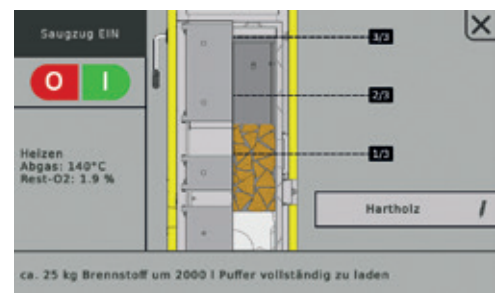 Saugzug EIN
O I
3/3
2/3
1/3
Heizen
Abgas: 140°C
Rest-O2: 1.9 %
Hartholz
ca. 25 kg Brennstoff um 2000 l Puffer vollständig zu laden